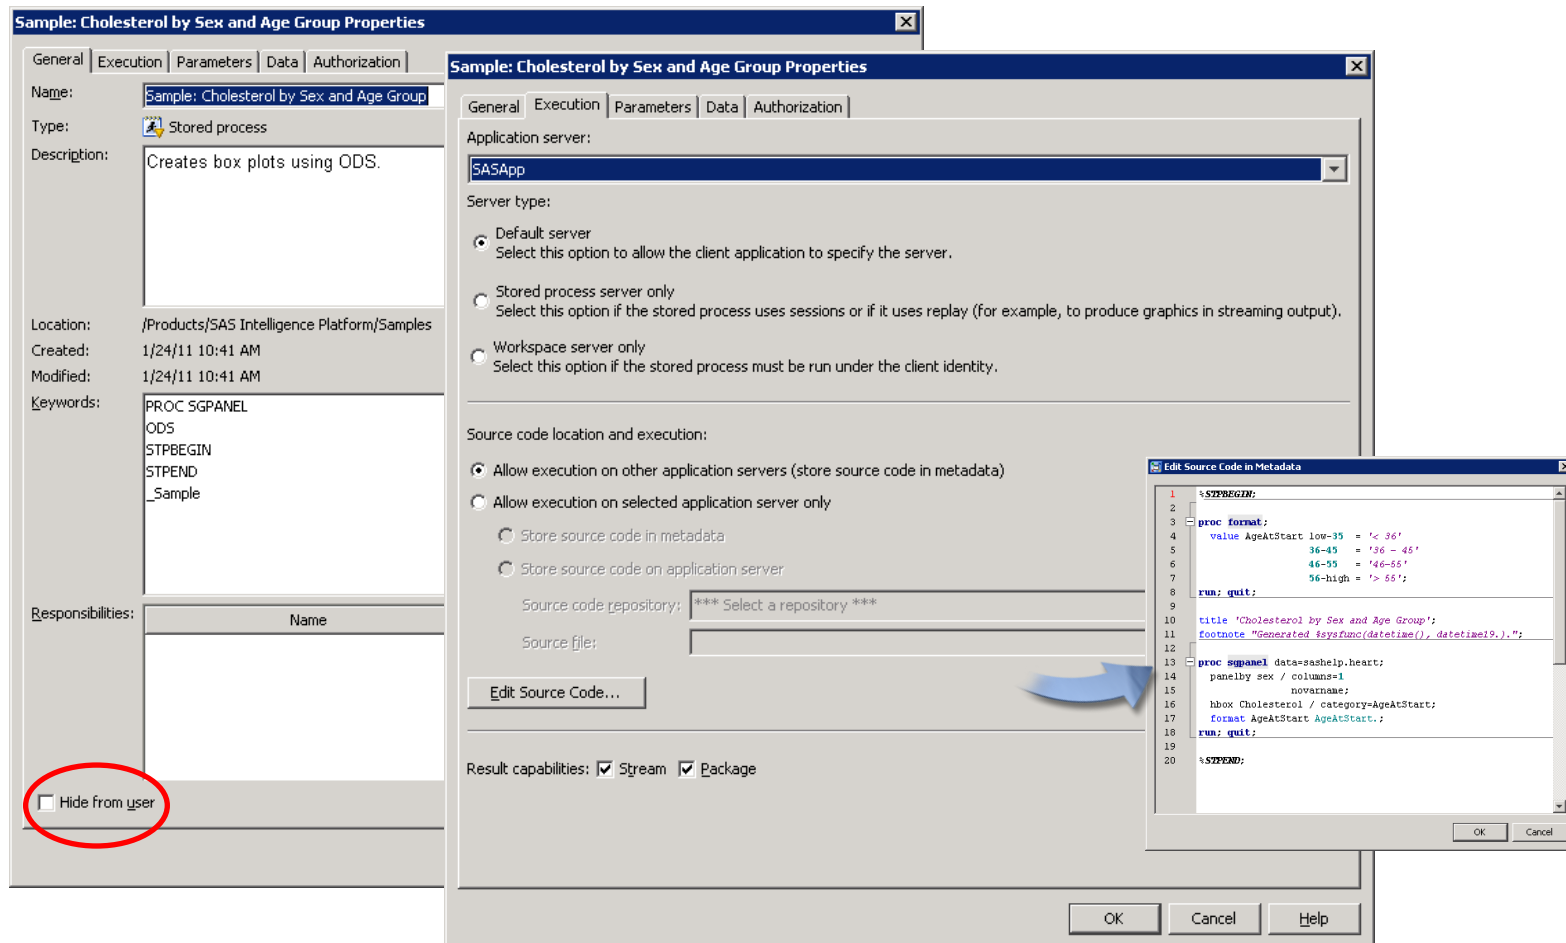 Sample: Cholesterol by Sex and Age Group Properties
General Execution Parameters Data Authorization
Name: Sample: Cholesterol by Sex and Age Group
Type: Stored process
Description: Creates box plots using ODS.
Location: /Products/SAS Intelligence Platform/Samples
Created: 1/24/11 10:41 AM
Modified: 1/24/11 10:41 AM
Keywords: PROC SGPANEL
ODS
STPBEGIN
STPEND
_Sample
Responsibilities: Name
Hide from user
Sample: Cholesterol by Sex and Age Group Properties
General Execution Parameters Data Authorization
Application server:
SASApp
Server type:
Default server
Select this option to allow the client application to specify the server.
Stored process server only
Select this option if the stored process uses sessions or if it uses replay (for example, to produce graphics in streaming output).
Workspace server only
Select this option if the stored process must be run under the client identity.
Source code location and execution:
Allow execution on other application servers (store source code in metadata)
Allow execution on selected application server only
Store source code in metadata
Store source code on application server
Source code repository: *** Select a repository ***
Source file:
Edit Source Code...
Result capabilities: Stream Package
OK Cancel Help
Edit Source Code in Metadata
1 %STPBEGIN;
2
3 proc format;
4 value AgeAtStart low-35 = '< 36'
5 36-45 = '36 - 45'
6 46-55 = '46-55'
7 56-high = '> 55';
8 run; quit;
9
10 title 'Cholesterol by Sex and Age Group';
11 footnote "Generated %sysfunc(datetime(), datetime19.).";
12
13 proc sgpanel data=sashelp.heart;
14 panelby sex / columns=1
15 novarname;
16 hbox Cholesterol / category=AgeAtStart;
17 format AgeAtStart AgeAtStart.;
18 run; quit;
19
20 %STPEND;
OK Cancel